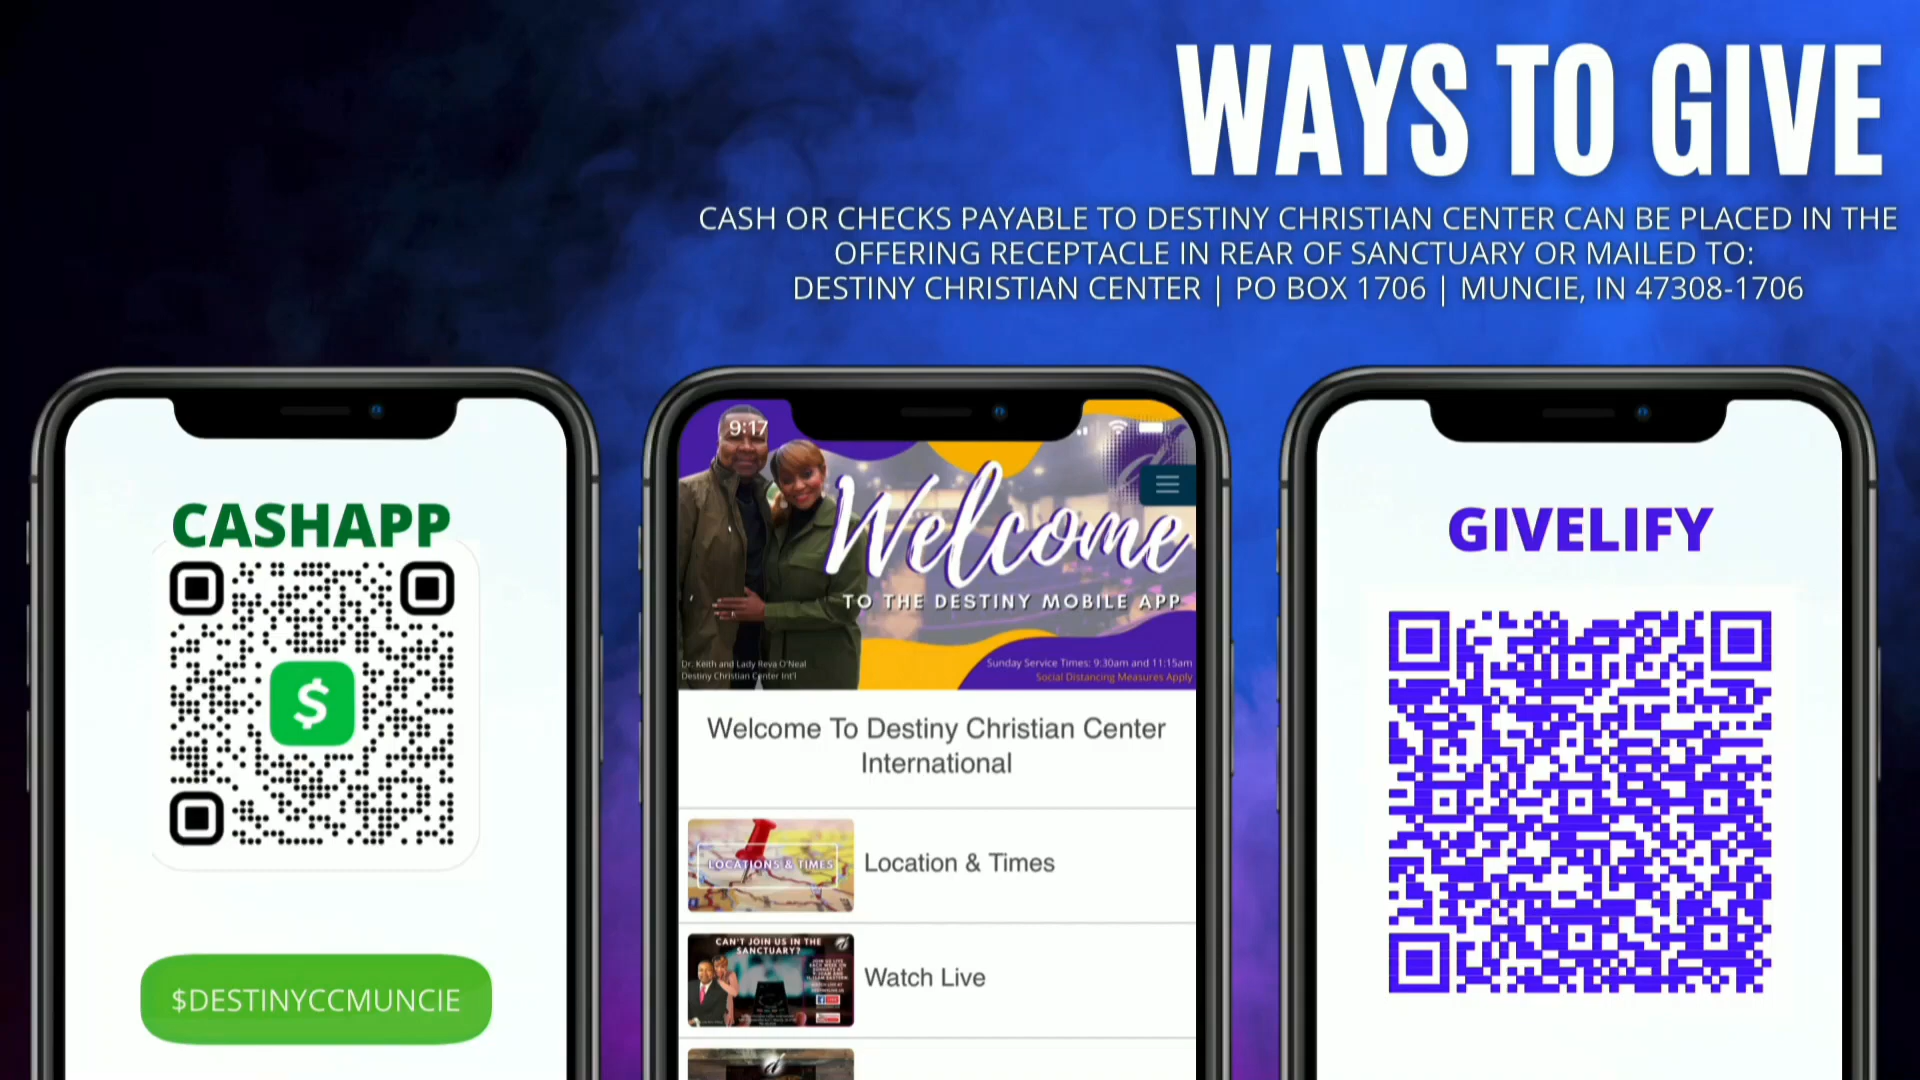 WAYS TO GIVE
CASH OR CHECKS PAYABLE TO DESTINY CHRISTIAN CENTER CAN BE PLACED IN THE
OFFERING RECEPTACLE IN REAR OF SANCTUARY OR MAILED TO:
DESTINY CHRISTIAN CENTER | PO BOX 1706 | MUNCIE, IN 47308-1706
CASHAPP
$
$DESTINYCCMUNCIE
9:17
Welcome
TO THE DESTINY MOBILE APP
Dr. Keith and Lady Reva O'Neal
Destiny Christian Center Int'l
Sunday Service Times: 9:30am and 11:15am
Social Distancing Measures Apply
Welcome To Destiny Christian Center
International
LOCATIONS & TIMES
Location & Times
CAN'T JOIN US IN THE
SANCTUARY?
Watch Live
GIVELIFY